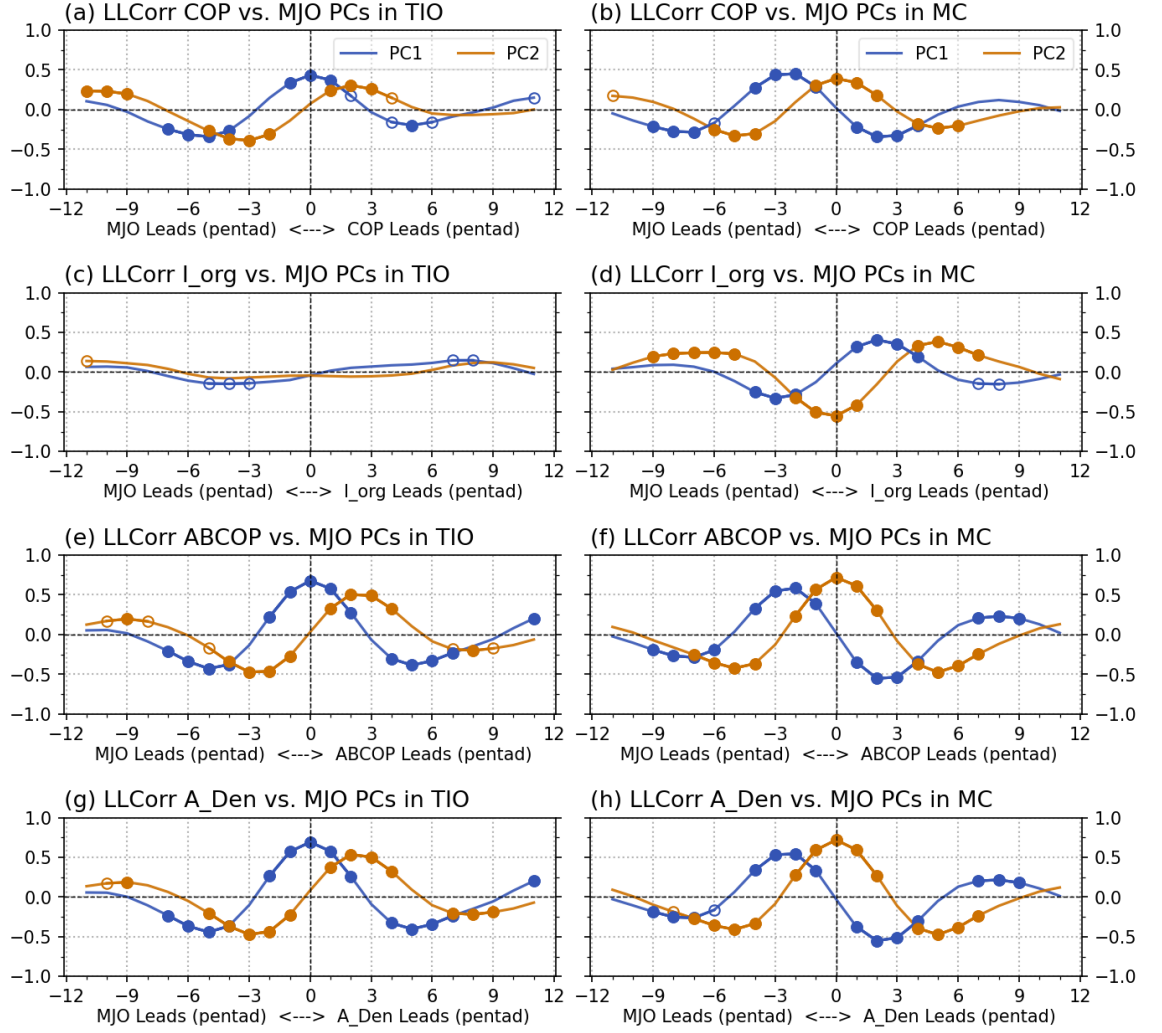 (a) LLCorr COP vs. MJO PCs in TIO
(b) LLCorr COP vs. MJO PCs in MC
1.0
0.5
0.0
−0.5
−1.0
PC1 PC2
PC1 PC2
1.0
0.5
0.0
−0.5
−1.0
−12 −9 −6 −3 0 3 6 9 12
−12 −9 −6 −3 0 3 6 9 12
MJO Leads (pentad) <---> COP Leads (pentad)
MJO Leads (pentad) <---> COP Leads (pentad)
(c) LLCorr I_org vs. MJO PCs in TIO
(d) LLCorr I_org vs. MJO PCs in MC
1.0
0.5
0.0
−0.5
−1.0
1.0
0.5
0.0
−0.5
−1.0
−12 −9 −6 −3 0 3 6 9 12
−12 −9 −6 −3 0 3 6 9 12
MJO Leads (pentad) <---> I_org Leads (pentad)
MJO Leads (pentad) <---> I_org Leads (pentad)
(e) LLCorr ABCOP vs. MJO PCs in TIO
(f) LLCorr ABCOP vs. MJO PCs in MC
1.0
0.5
0.0
−0.5
−1.0
1.0
0.5
0.0
−0.5
−1.0
−12 −9 −6 −3 0 3 6 9 12
−12 −9 −6 −3 0 3 6 9 12
MJO Leads (pentad) <---> ABCOP Leads (pentad)
MJO Leads (pentad) <---> ABCOP Leads (pentad)
(g) LLCorr A_Den vs. MJO PCs in TIO
(h) LLCorr A_Den vs. MJO PCs in MC
1.0
0.5
0.0
−0.5
−1.0
1.0
0.5
0.0
−0.5
−1.0
−12 −9 −6 −3 0 3 6 9 12
−12 −9 −6 −3 0 3 6 9 12
MJO Leads (pentad) <---> A_Den Leads (pentad)
MJO Leads (pentad) <---> A_Den Leads (pentad)